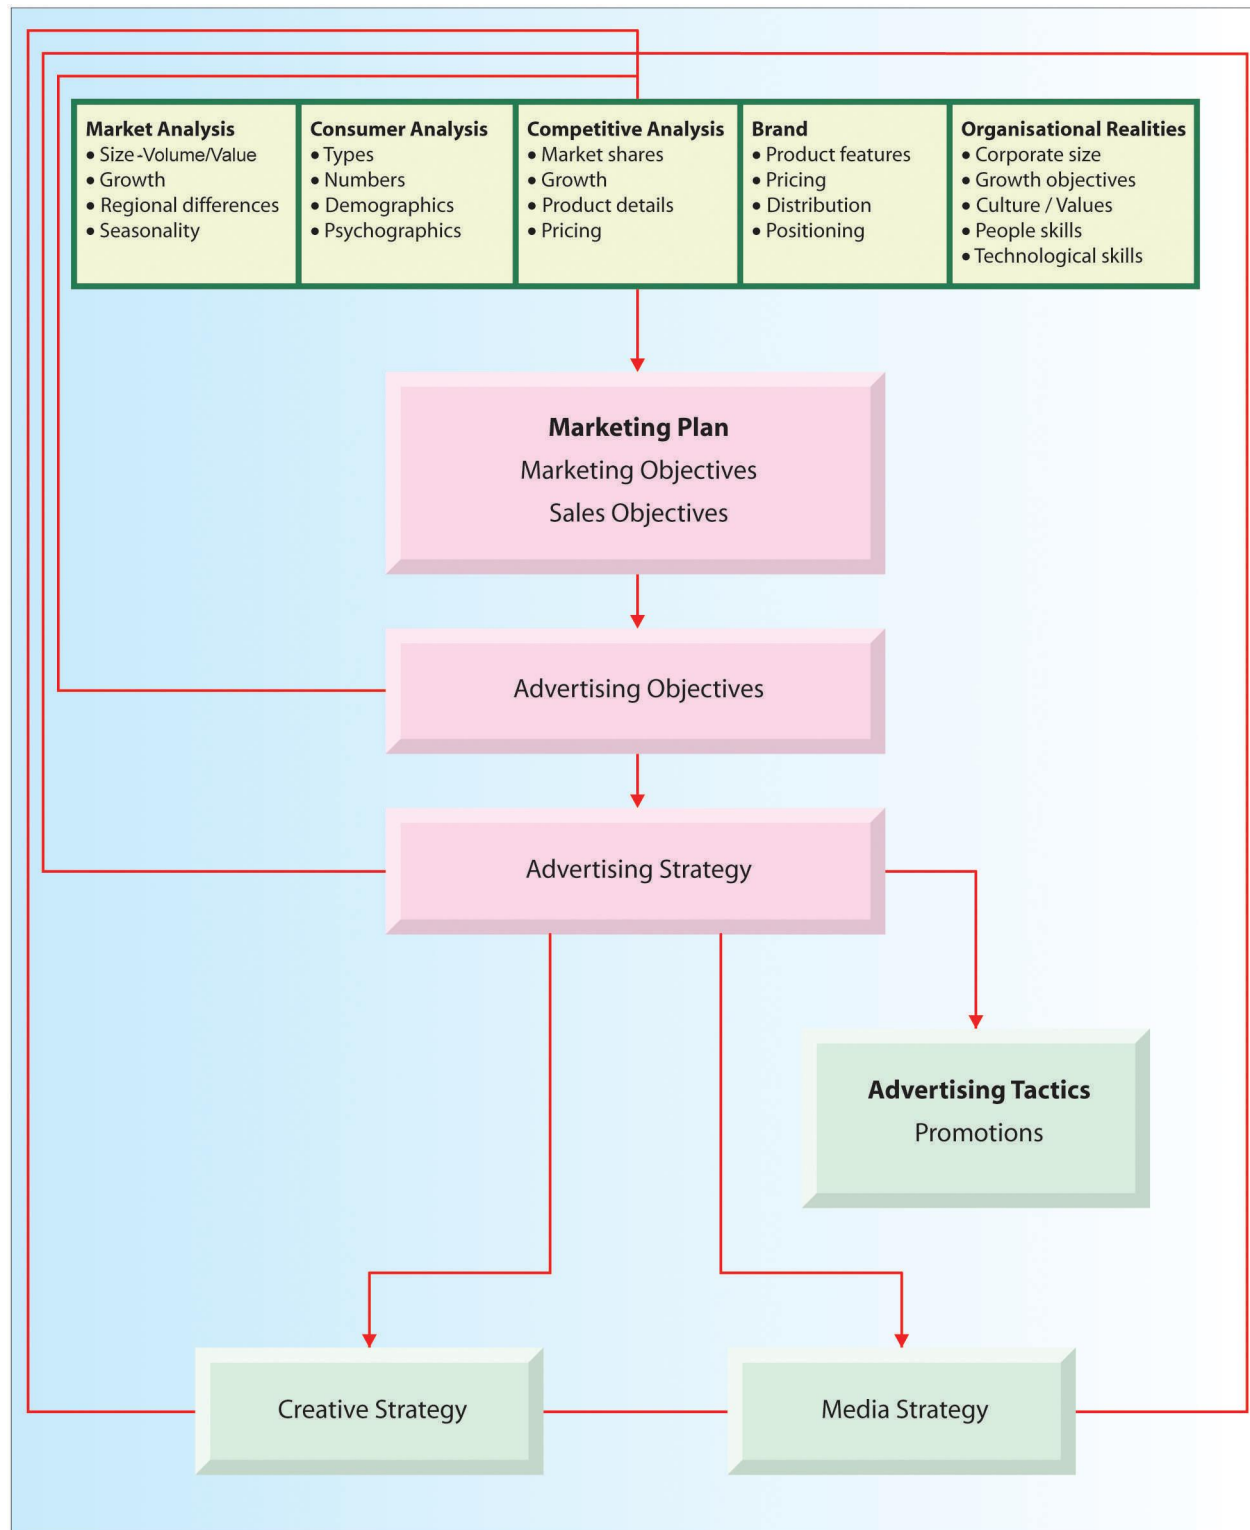 Market Analysis
• Size-Volume/Value
• Growth
• Regional differences
• Seasonality
Consumer Analysis
• Types
• Numbers
• Demographics
• Psychographics
Competitive Analysis
• Market shares
• Growth
• Product details
• Pricing
Brand
• Product features
• Pricing
• Distribution
• Positioning
Organisational Realities
• Corporate size
• Growth objectives
• Culture / Values
• People skills
• Technological skills
Marketing Plan
Marketing Objectives
Sales Objectives
Advertising Objectives
Advertising Strategy
Advertising Tactics
Promotions
Creative Strategy
Media Strategy